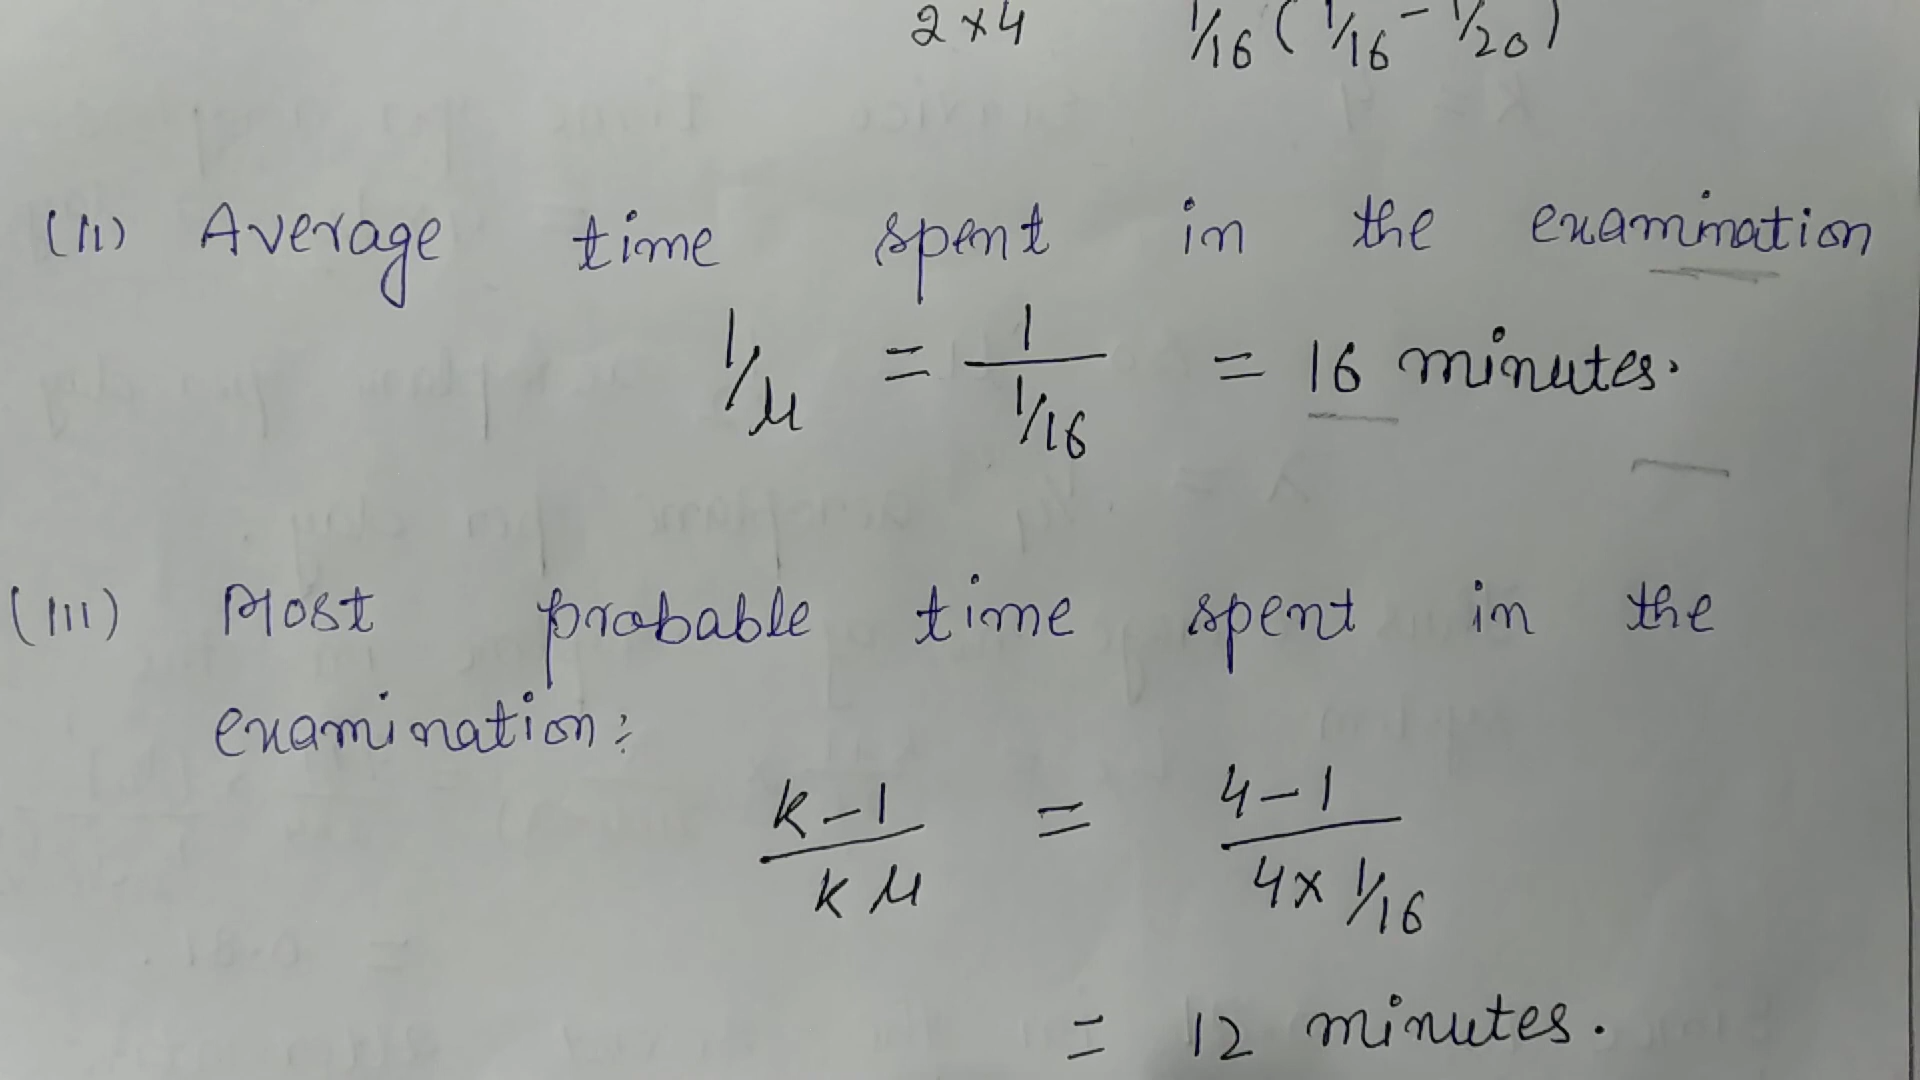 2×4 1/16 (1/16 - 1/20)
(II) Average time spent in the examination
1/μ = 1 / 1/16 = 16 minutes.
(III) Most probable time spent in the
examination:
k-1 / kμ = 4-1 / 4x 1/16
= 12 minutes.